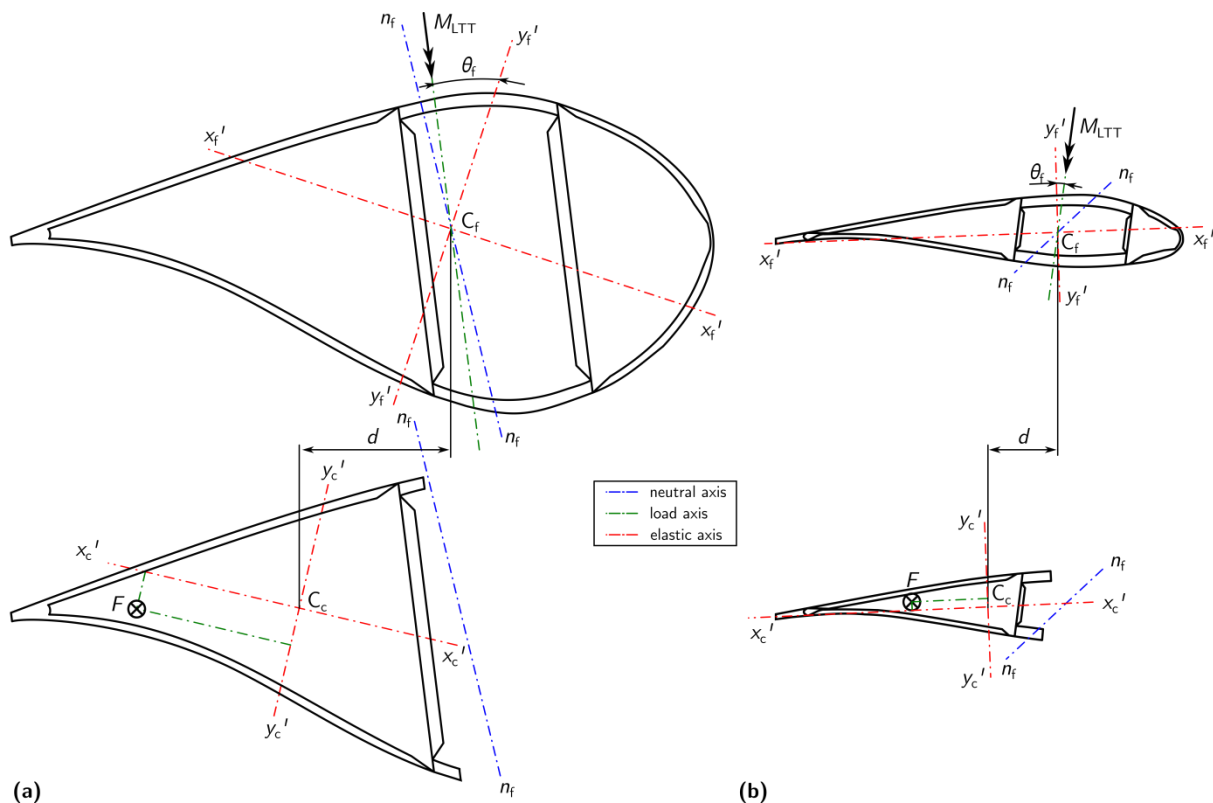 n_f
M_LTT
y_f'
θ_f
x_f'
C_f
x_f'
y_f'
n_f
n_f
d
y_c'
x_c'
F
C_c
x_c'
y_c'
n_f
(a)
neutral axis
load axis
elastic axis
y_f'
M_LTT
θ_f
n_f
C_f
x_f'
x_f'
n_f
y_f'
d
y_c'
F
C_c
n_f
x_c'
x_c'
n_f
y_c'
(b)